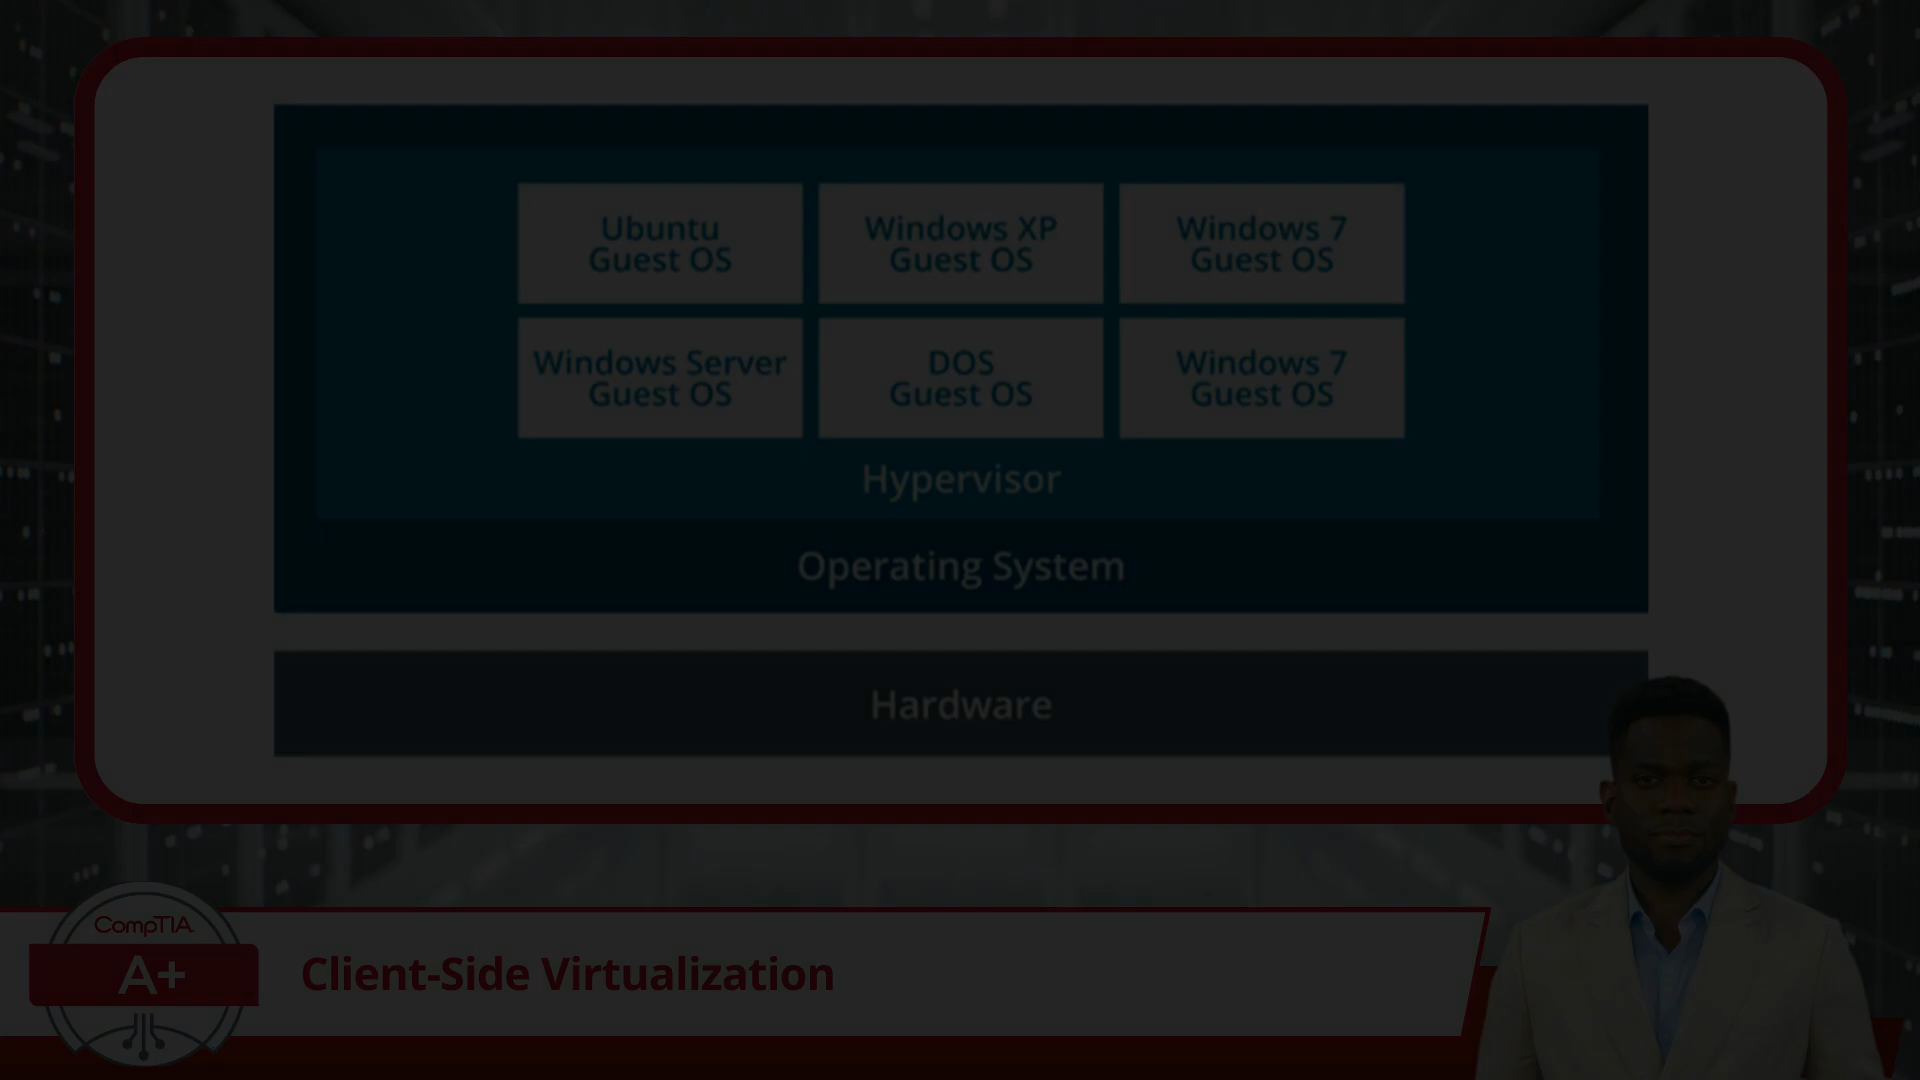 Ubuntu
Guest OS
Windows XP
Guest OS
Windows 7
Guest OS
Windows Server
Guest OS
DOS
Guest OS
Windows 7
Guest OS
Hypervisor
Operating System
Hardware
CompTIA
A+
Client-Side Virtualization